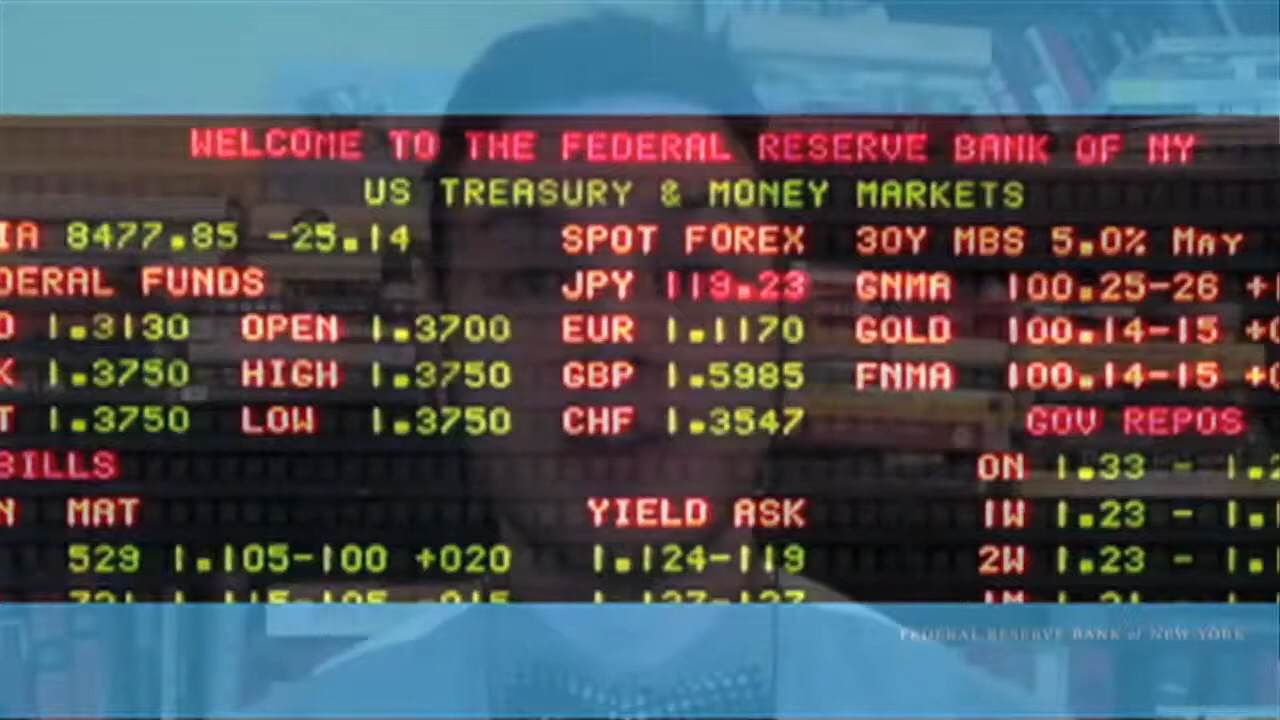 WELCOME TO THE FEDERAL RESERVE BANK OF NY
US TREASURY & MONEY MARKETS
IA 8477.85 -25.14 SPOT FOREX 30Y MBS 5.0% MAY
DERAL FUNDS JPY 119.23 GNMA 100.25-26 +
O 1.3130 OPEN 1.3700 EUR 1.1170 GOLD 100.14-15 +
K 1.3750 HIGH 1.3750 GBP 1.5985 FNMA 100.14-15 +
T 1.3750 LOW 1.3750 CHF 1.3547 GOV REPOS
BILLS ON 1.33 - 1.2
N MAT YIELD ASK 1W 1.23 - 1.
529 1.105-100 +020 1.124-119 2W 1.23 - 1.
FEDERAL RESERVE BANK of NEW YORK